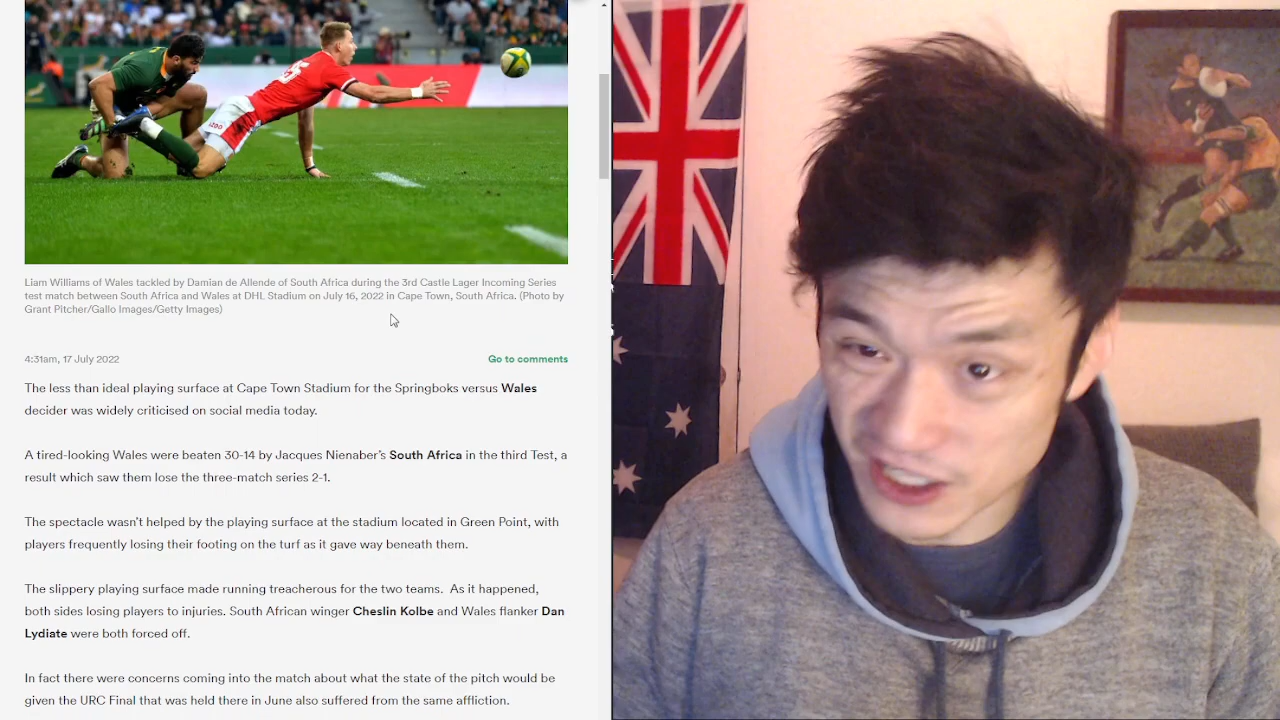 15
IZOO
Liam Williams of Wales tackled by Damian de Allende of South Africa during the 3rd Castle Lager Incoming Series
test match between South Africa and Wales at DHL Stadium on July 16, 2022 in Cape Town, South Africa. (Photo by
Grant Pitcher/Gallo Images/Getty Images)
4:31am, 17 July 2022
Go to comments
The less than ideal playing surface at Cape Town Stadium for the Springboks versus Wales
decider was widely criticised on social media today.
A tired-looking Wales were beaten 30-14 by Jacques Nienaber's South Africa in the third Test, a
result which saw them lose the three-match series 2-1.
The spectacle wasn't helped by the playing surface at the stadium located in Green Point, with
players frequently losing their footing on the turf as it gave way beneath them.
The slippery playing surface made running treacherous for the two teams. As it happened,
both sides losing players to injuries. South African winger Cheslin Kolbe and Wales flanker Dan
Lydiate were both forced off.
In fact there were concerns coming into the match about what the state of the pitch would be
given the URC Final that was held there in June also suffered from the same affliction.